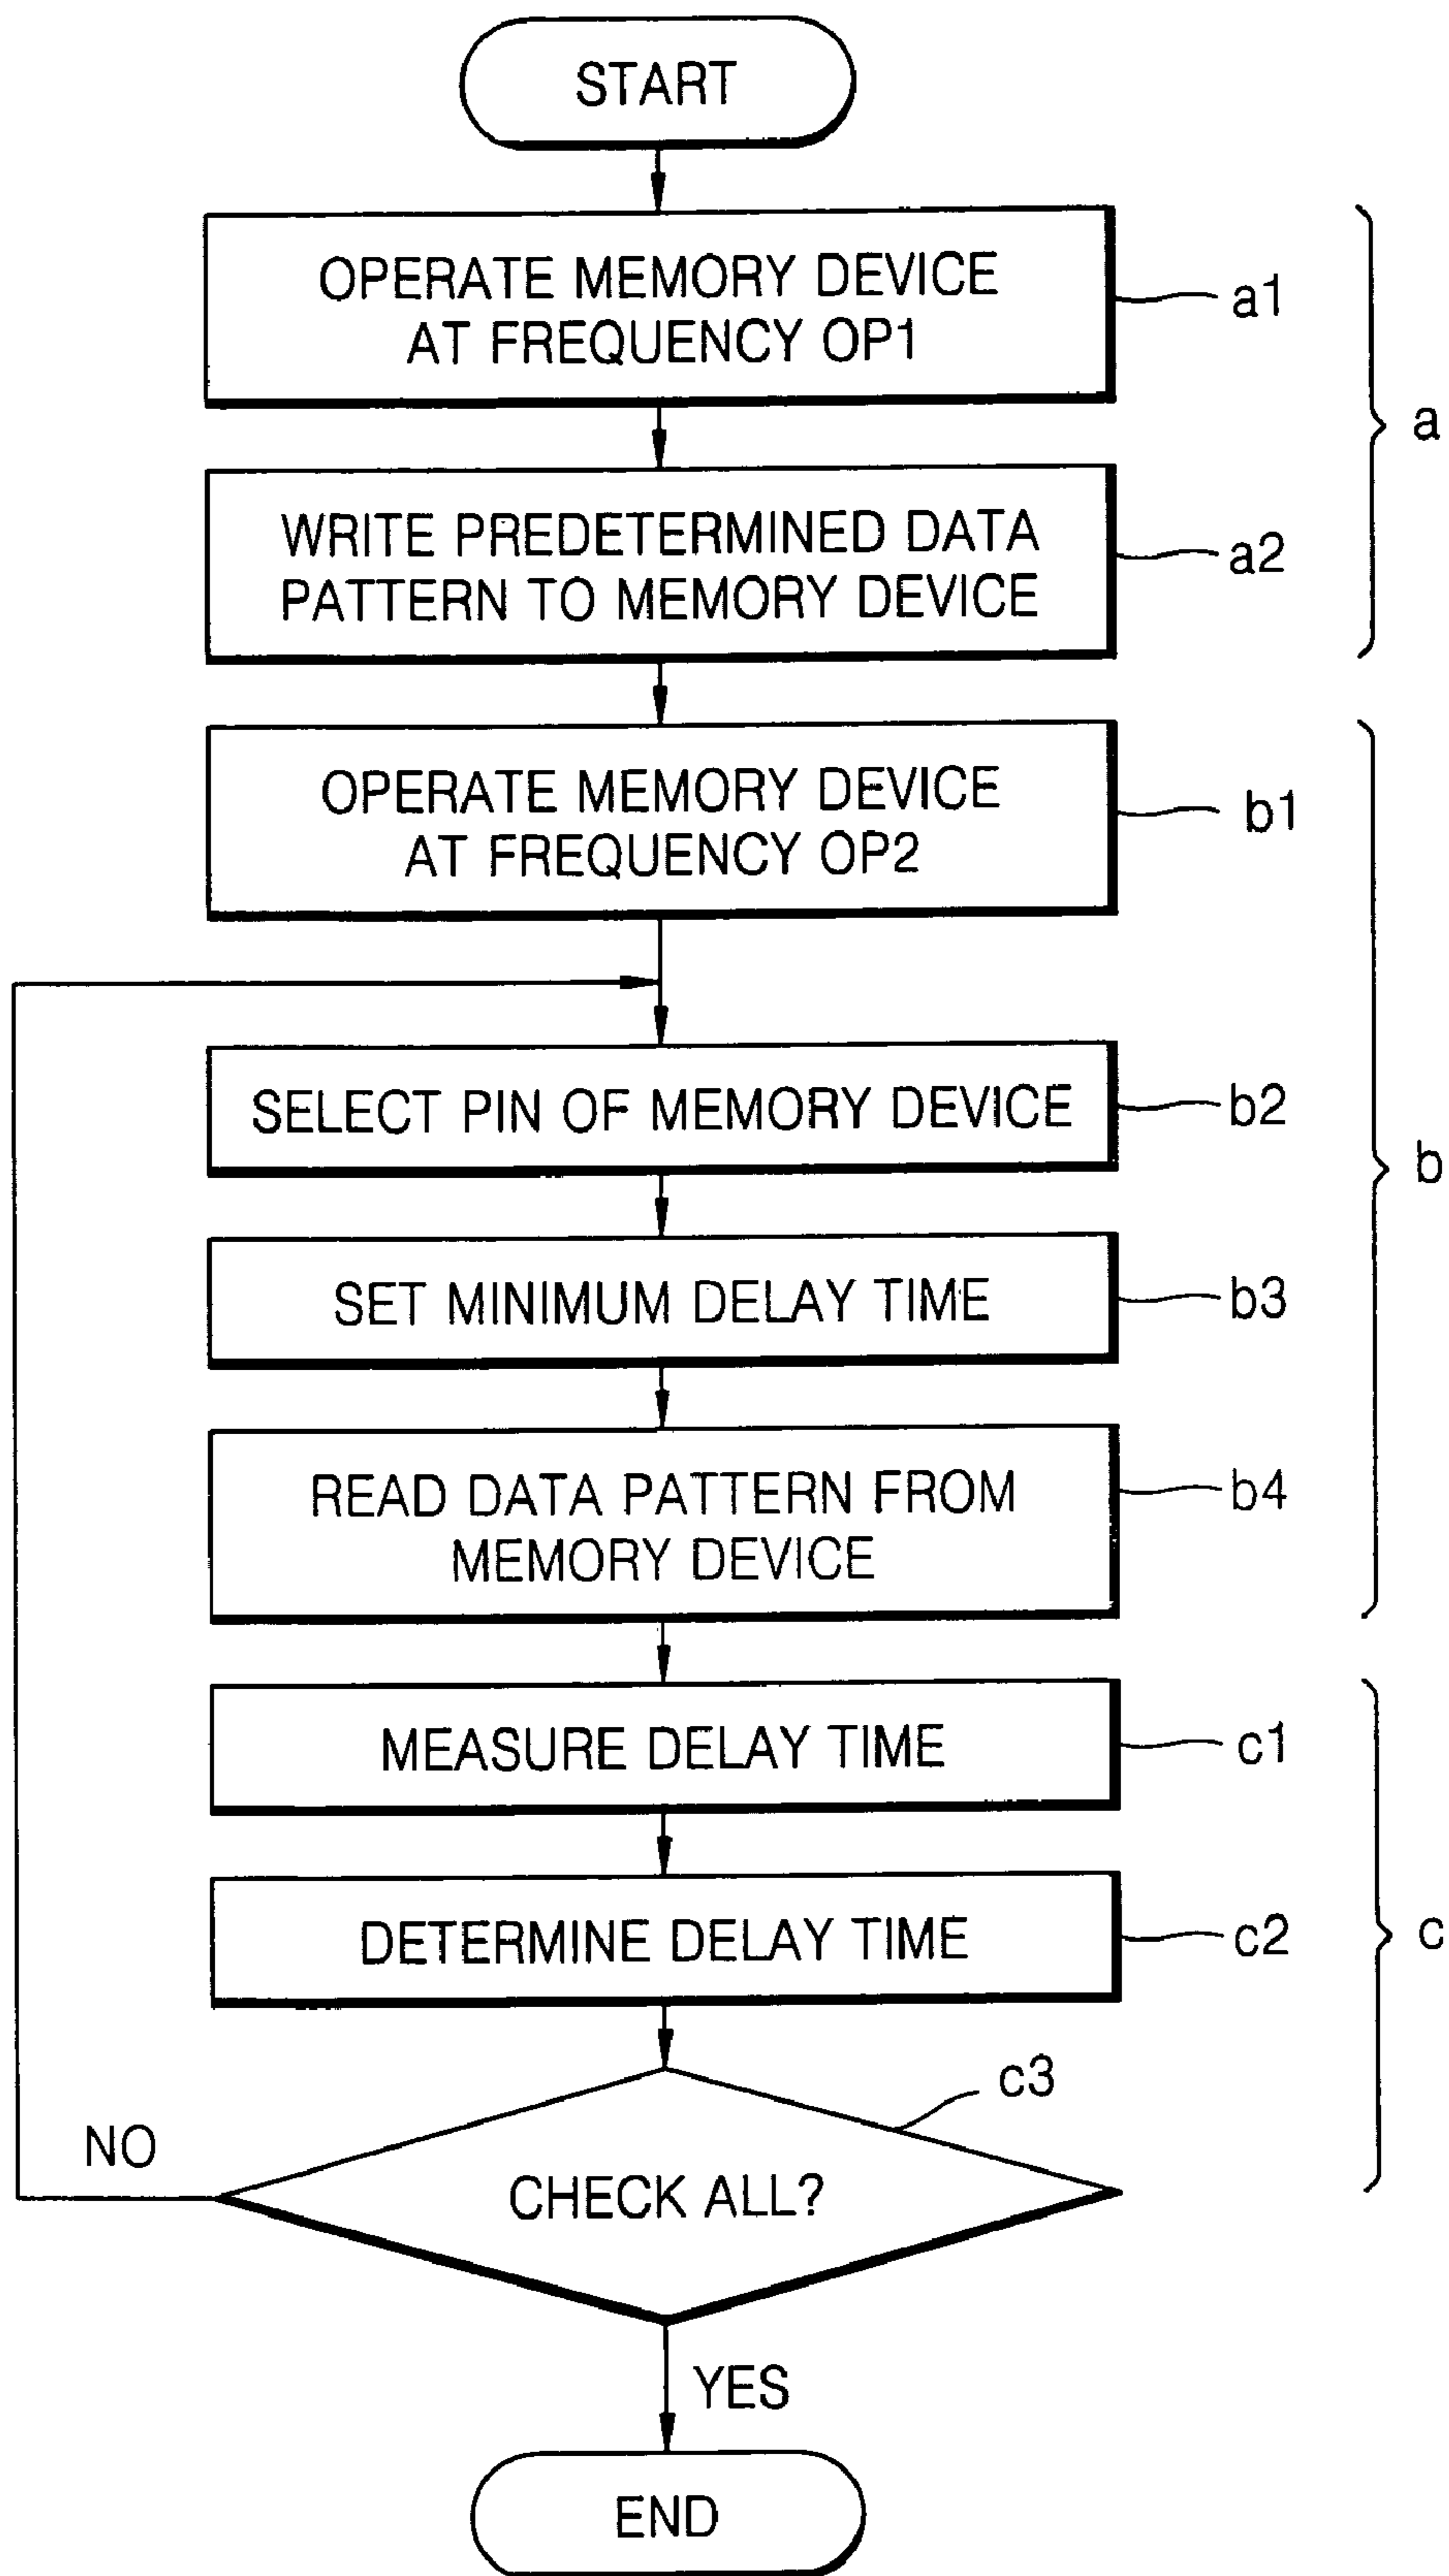 START
OPERATE MEMORY DEVICE
AT FREQUENCY OP1
a1
a
WRITE PREDETERMINED DATA
PATTERN TO MEMORY DEVICE
a2
OPERATE MEMORY DEVICE
AT FREQUENCY OP2
b1
SELECT PIN OF MEMORY DEVICE
b2
b
SET MINIMUM DELAY TIME
b3
READ DATA PATTERN FROM
MEMORY DEVICE
b4
MEASURE DELAY TIME
c1
DETERMINE DELAY TIME
c2
c
c3
NO
CHECK ALL?
YES
END